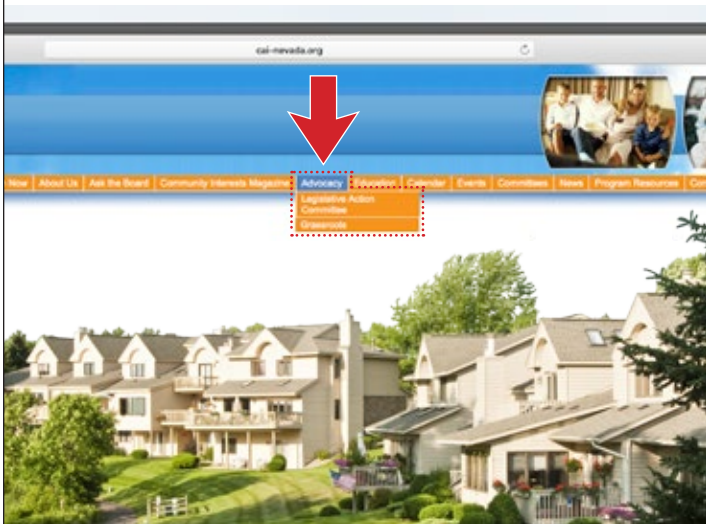 cai-nevada.org
Now About Us Ask the Board Community Interests Magazine Advocacy Education Calendar Events Committees News Program Resources
Legislative Action
Committee
Grassroots